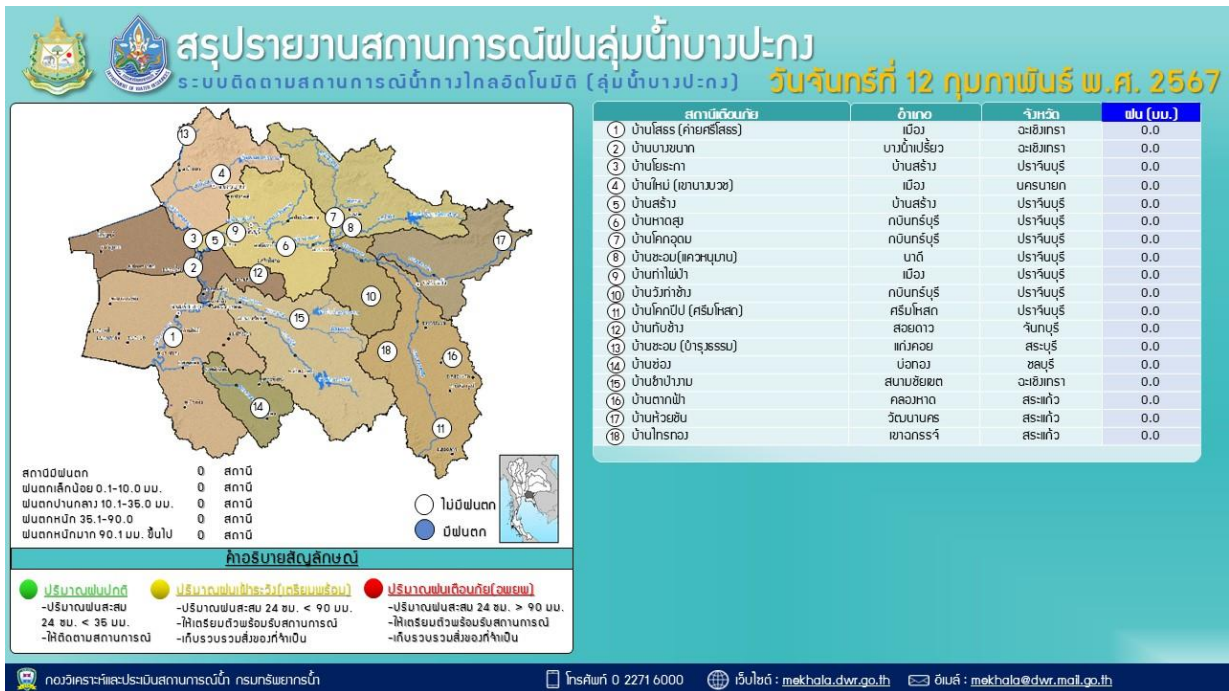 สรุปรายงานสถานการณ์ฝนลุ่มน้ำบางปะกง
ระบบติดตามสถานการณ์น้ำทางไกลอัตโนมัติ (ลุ่มน้ำบางปะกง)
วันจันทร์ที่ 12 กุมภาพันธ์ พ.ศ. 2567
สถานีเตือนภัย อำเภอ จังหวัด ฝน (มม.)
1 บ้านโสธร (ค่ายศรีโสธร) เมือง ฉะเชิงเทรา 0.0
2 บ้านบางขนาก บางน้ำเปรี้ยว ฉะเชิงเทรา 0.0
3 บ้านโยธะกา บ้านสร้าง ปราจีนบุรี 0.0
4 บ้านใหม่ (เขานางบวช) เมือง นครนายก 0.0
5 บ้านสร้าง บ้านสร้าง ปราจีนบุรี 0.0
6 บ้านหาดสูง กบินทร์บุรี ปราจีนบุรี 0.0
7 บ้านโคกอุดม กบินทร์บุรี ปราจีนบุรี 0.0
8 บ้านชะอม(แควหนุมาน) นาดี ปราจีนบุรี 0.0
9 บ้านท่าไผ่ป่า เมือง ปราจีนบุรี 0.0
10 บ้านวังท่าช้าง กบินทร์บุรี ปราจีนบุรี 0.0
11 บ้านโคกปีป (ศรีมโหสถ) ศรีมโหสถ ปราจีนบุรี 0.0
12 บ้านทับช้าง สอยดาว จันทบุรี 0.0
13 บ้านชะอม (บำรุงธรรม) แก่งคอย สระบุรี 0.0
14 บ้านช่อง บ่อทอง ชลบุรี 0.0
15 บ้านชำป่างาม สนามชัยเขต ฉะเชิงเทรา 0.0
16 บ้านตากฟ้า คลองหาด สระแก้ว 0.0
17 บ้านห้วยชัน วัฒนานคร สระแก้ว 0.0
18 บ้านไทรทอง เขาฉกรรจ์ สระแก้ว 0.0
13
4
7
8
3
5
9
6
17
2
12
10
15
1
18
16
14
11
สถานีมีฝนตก 0 สถานี
ฝนตกเล็กน้อย 0.1-10.0 มม. 0 สถานี
ฝนตกปานกลาง 10.1-35.0 มม. 0 สถานี
ฝนตกหนัก 35.1-90.0 0 สถานี
ฝนตกหนักมาก 90.1 มม. ขึ้นไป 0 สถานี
ไม่มีฝนตก
มีฝนตก
คำอธิบายสัญลักษณ์
ปริมาณฝนปกติ
-ปริมาณฝนสะสม
24 ชม. < 35 มม.
-ให้ติดตามสถานการณ์
ปริมาณฝนเฝ้าระวัง(เตรียมพร้อม)
-ปริมาณฝนสะสม 24 ชม. < 90 มม.
-ให้เตรียมตัวพร้อมรับสถานการณ์
-เก็บรวบรวมสิ่งของที่จำเป็น
ปริมาณฝนเตือนภัย(อพยพ)
-ปริมาณฝนสะสม 24 ชม. > 90 มม.
-ให้เตรียมตัวพร้อมรับสถานการณ์
-เก็บรวบรวมสิ่งของที่จำเป็น
กองวิเคราะห์และประเมินสถานการณ์น้ำ กรมทรัพยากรน้ำ
โทรศัพท์ 0 2271 6000
เว็บไซต์ : mekhala.dwr.go.th
อีเมล์ : mekhala@dwr.mail.go.th